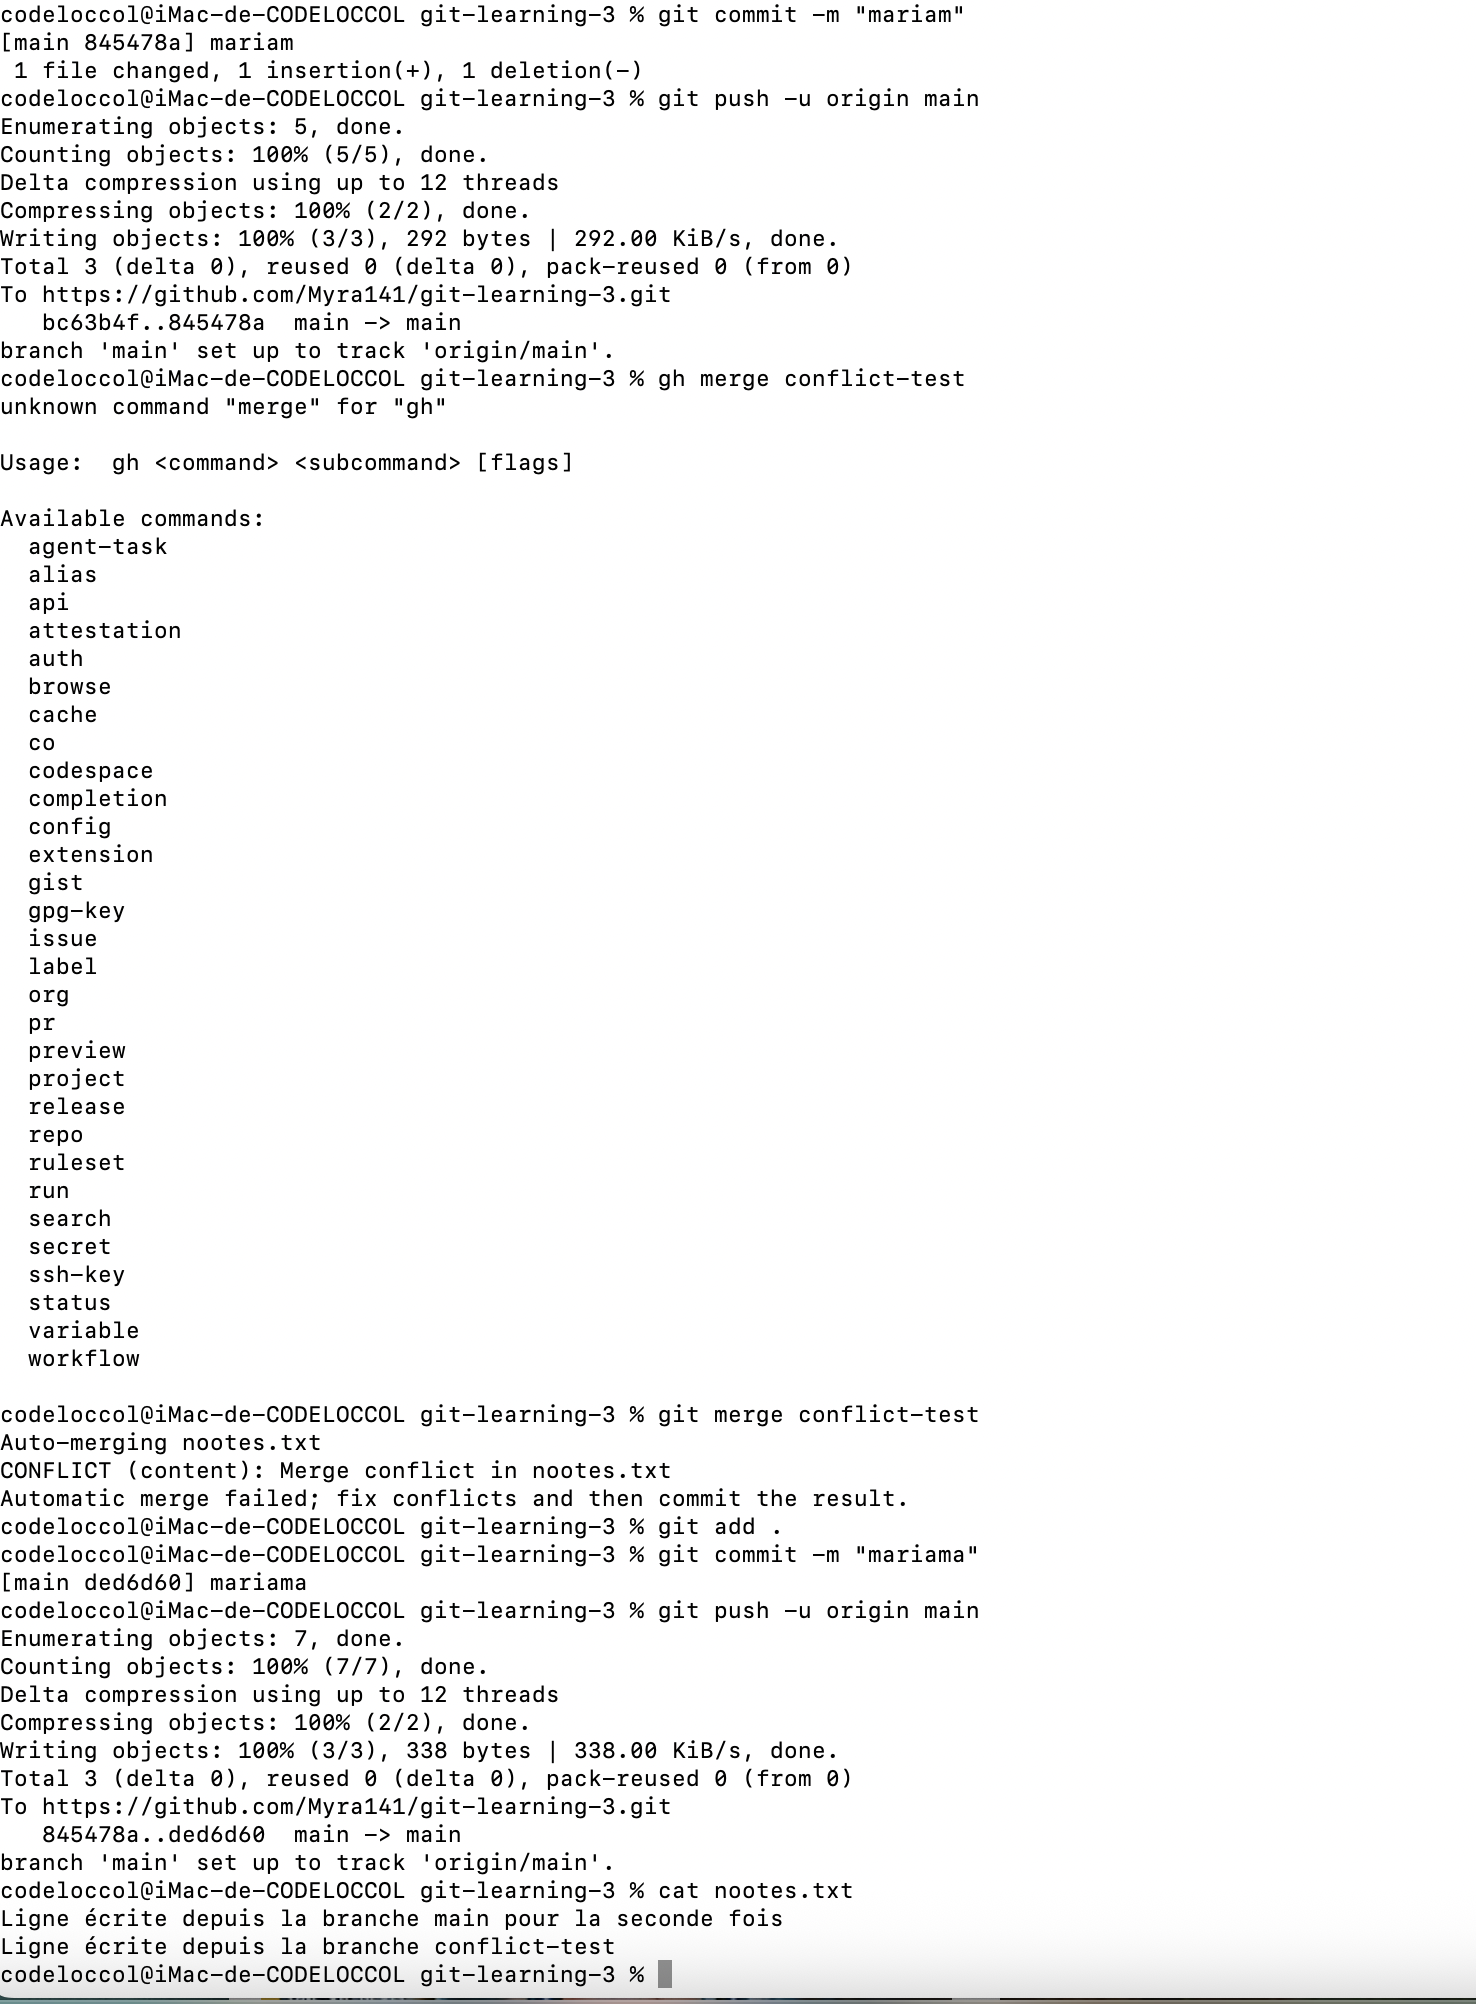 codeloccol@iMac-de-CODELOCCOL git-learning-3 % git commit -m "mariam"
[main 845478a] mariam
 1 file changed, 1 insertion(+), 1 deletion(-)
codeloccol@iMac-de-CODELOCCOL git-learning-3 % git push -u origin main
Enumerating objects: 5, done.
Counting objects: 100% (5/5), done.
Delta compression using up to 12 threads
Compressing objects: 100% (2/2), done.
Writing objects: 100% (3/3), 292 bytes | 292.00 KiB/s, done.
Total 3 (delta 0), reused 0 (delta 0), pack-reused 0 (from 0)
To https://github.com/Myra141/git-learning-3.git
   bc63b4f..845478a  main -> main
branch 'main' set up to track 'origin/main'.
codeloccol@iMac-de-CODELOCCOL git-learning-3 % gh merge conflict-test
unknown command "merge" for "gh"

Usage:  gh <command> <subcommand> [flags]

Available commands:
  agent-task
  alias
  api
  attestation
  auth
  browse
  cache
  co
  codespace
  completion
  config
  extension
  gist
  gpg-key
  issue
  label
  org
  pr
  preview
  project
  release
  repo
  ruleset
  run
  search
  secret
  ssh-key
  status
  variable
  workflow

codeloccol@iMac-de-CODELOCCOL git-learning-3 % git merge conflict-test
Auto-merging nootes.txt
CONFLICT (content): Merge conflict in nootes.txt
Automatic merge failed; fix conflicts and then commit the result.
codeloccol@iMac-de-CODELOCCOL git-learning-3 % git add .
codeloccol@iMac-de-CODELOCCOL git-learning-3 % git commit -m "mariama"
[main ded6d60] mariama
codeloccol@iMac-de-CODELOCCOL git-learning-3 % git push -u origin main
Enumerating objects: 7, done.
Counting objects: 100% (7/7), done.
Delta compression using up to 12 threads
Compressing objects: 100% (2/2), done.
Writing objects: 100% (3/3), 338 bytes | 338.00 KiB/s, done.
Total 3 (delta 0), reused 0 (delta 0), pack-reused 0 (from 0)
To https://github.com/Myra141/git-learning-3.git
   845478a..ded6d60  main -> main
branch 'main' set up to track 'origin/main'.
codeloccol@iMac-de-CODELOCCOL git-learning-3 % cat nootes.txt
Ligne écrite depuis la branche main pour la seconde fois
Ligne écrite depuis la branche conflict-test
codeloccol@iMac-de-CODELOCCOL git-learning-3 %